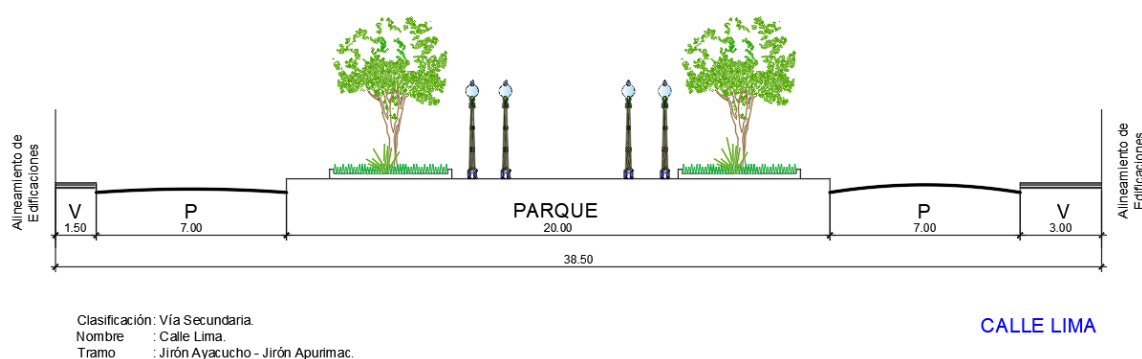 Alineamiento de
Edificaciones
V
1.50
P
7.00
PARQUE
20.00
P
7.00
V
3.00
Alineamiento de
Edificaciones
38.50
Clasificación : Vía Secundaria.
Nombre : Calle Lima.
Tramo : Jirón Ayacucho - Jirón Apurimac.
CALLE LIMA